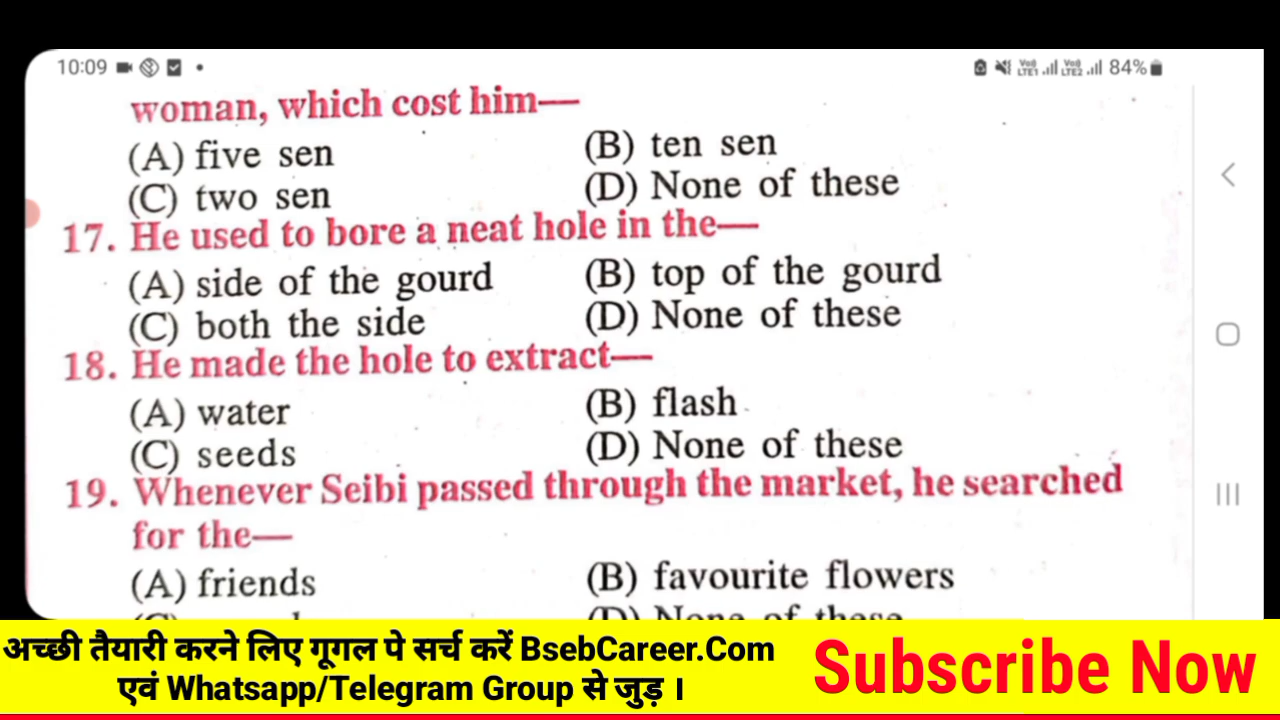 10:09 84%
woman, which cost him—
(A) five sen (B) ten sen
(C) two sen (D) None of these
17. He used to bore a neat hole in the—
(A) side of the gourd (B) top of the gourd
(C) both the side (D) None of these
18. He made the hole to extract—
(A) water (B) flash
(C) seeds (D) None of these
19. Whenever Seibi passed through the market, he searched
for the—
(A) friends (B) favourite flowers
(D) None of these
अच्छी तैयारी करने लिए गूगल पे सर्च करें BsebCareer.Com
एवं Whatsapp/Telegram Group से जुड़ ।
Subscribe Now